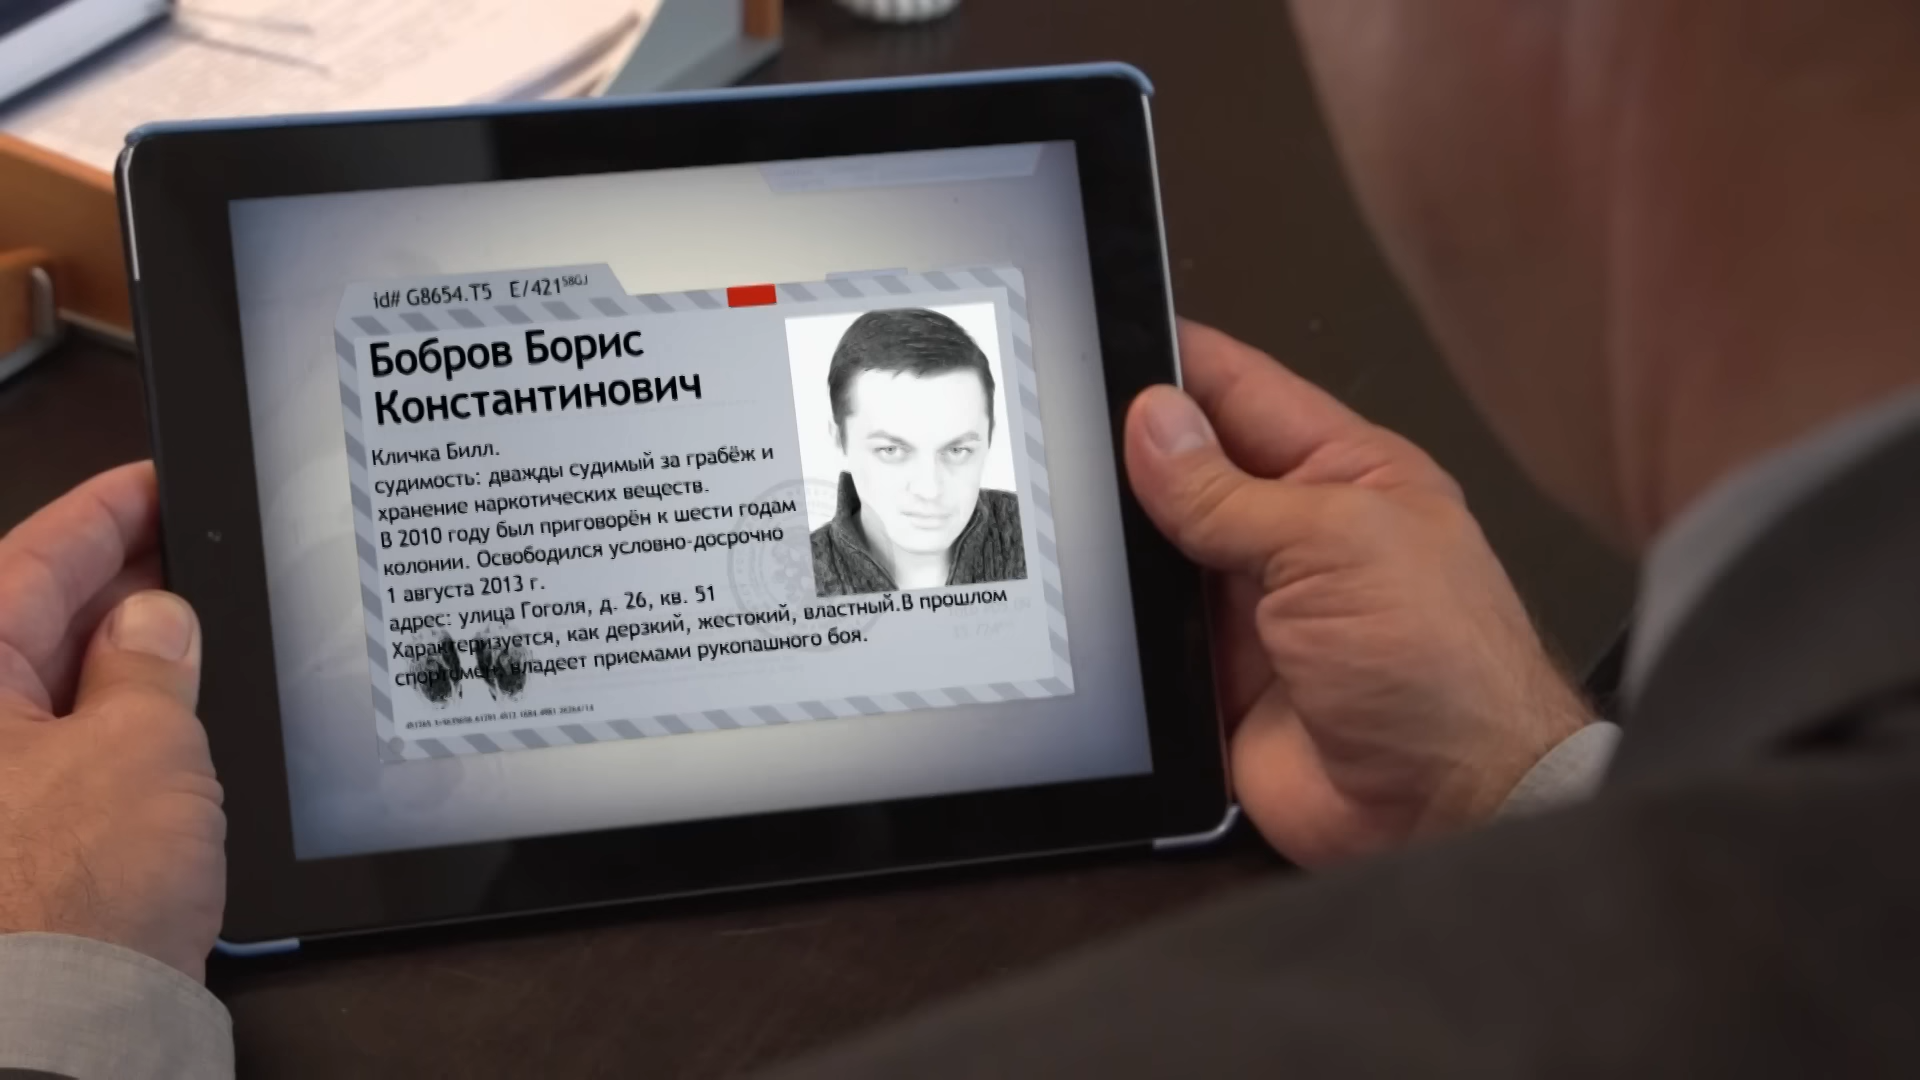 id# G8654.T5 E/421 58GJ
Бобров Борис
Константинович
Кличка Билл.
судимость: дважды судимый за грабёж и
хранение наркотических веществ.
В 2010 году был приговорён к шести годам
колонии. Освободился условно-досрочно
1 августа 2013 г.
адрес: улица Гоголя, д. 26, кв. 51
Характеризуется, как дерзкий, жестокий, властный.В прошлом
спортсмен, владеет приемами рукопашного боя.